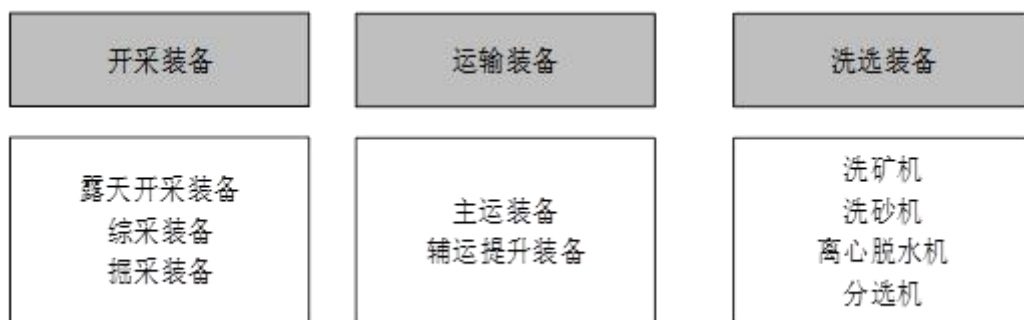 开采装备
运输装备
洗选装备
露天开采装备
综采装备
掘采装备
主运装备
辅运提升装备
洗矿机
洗砂机
离心脱水机
分选机